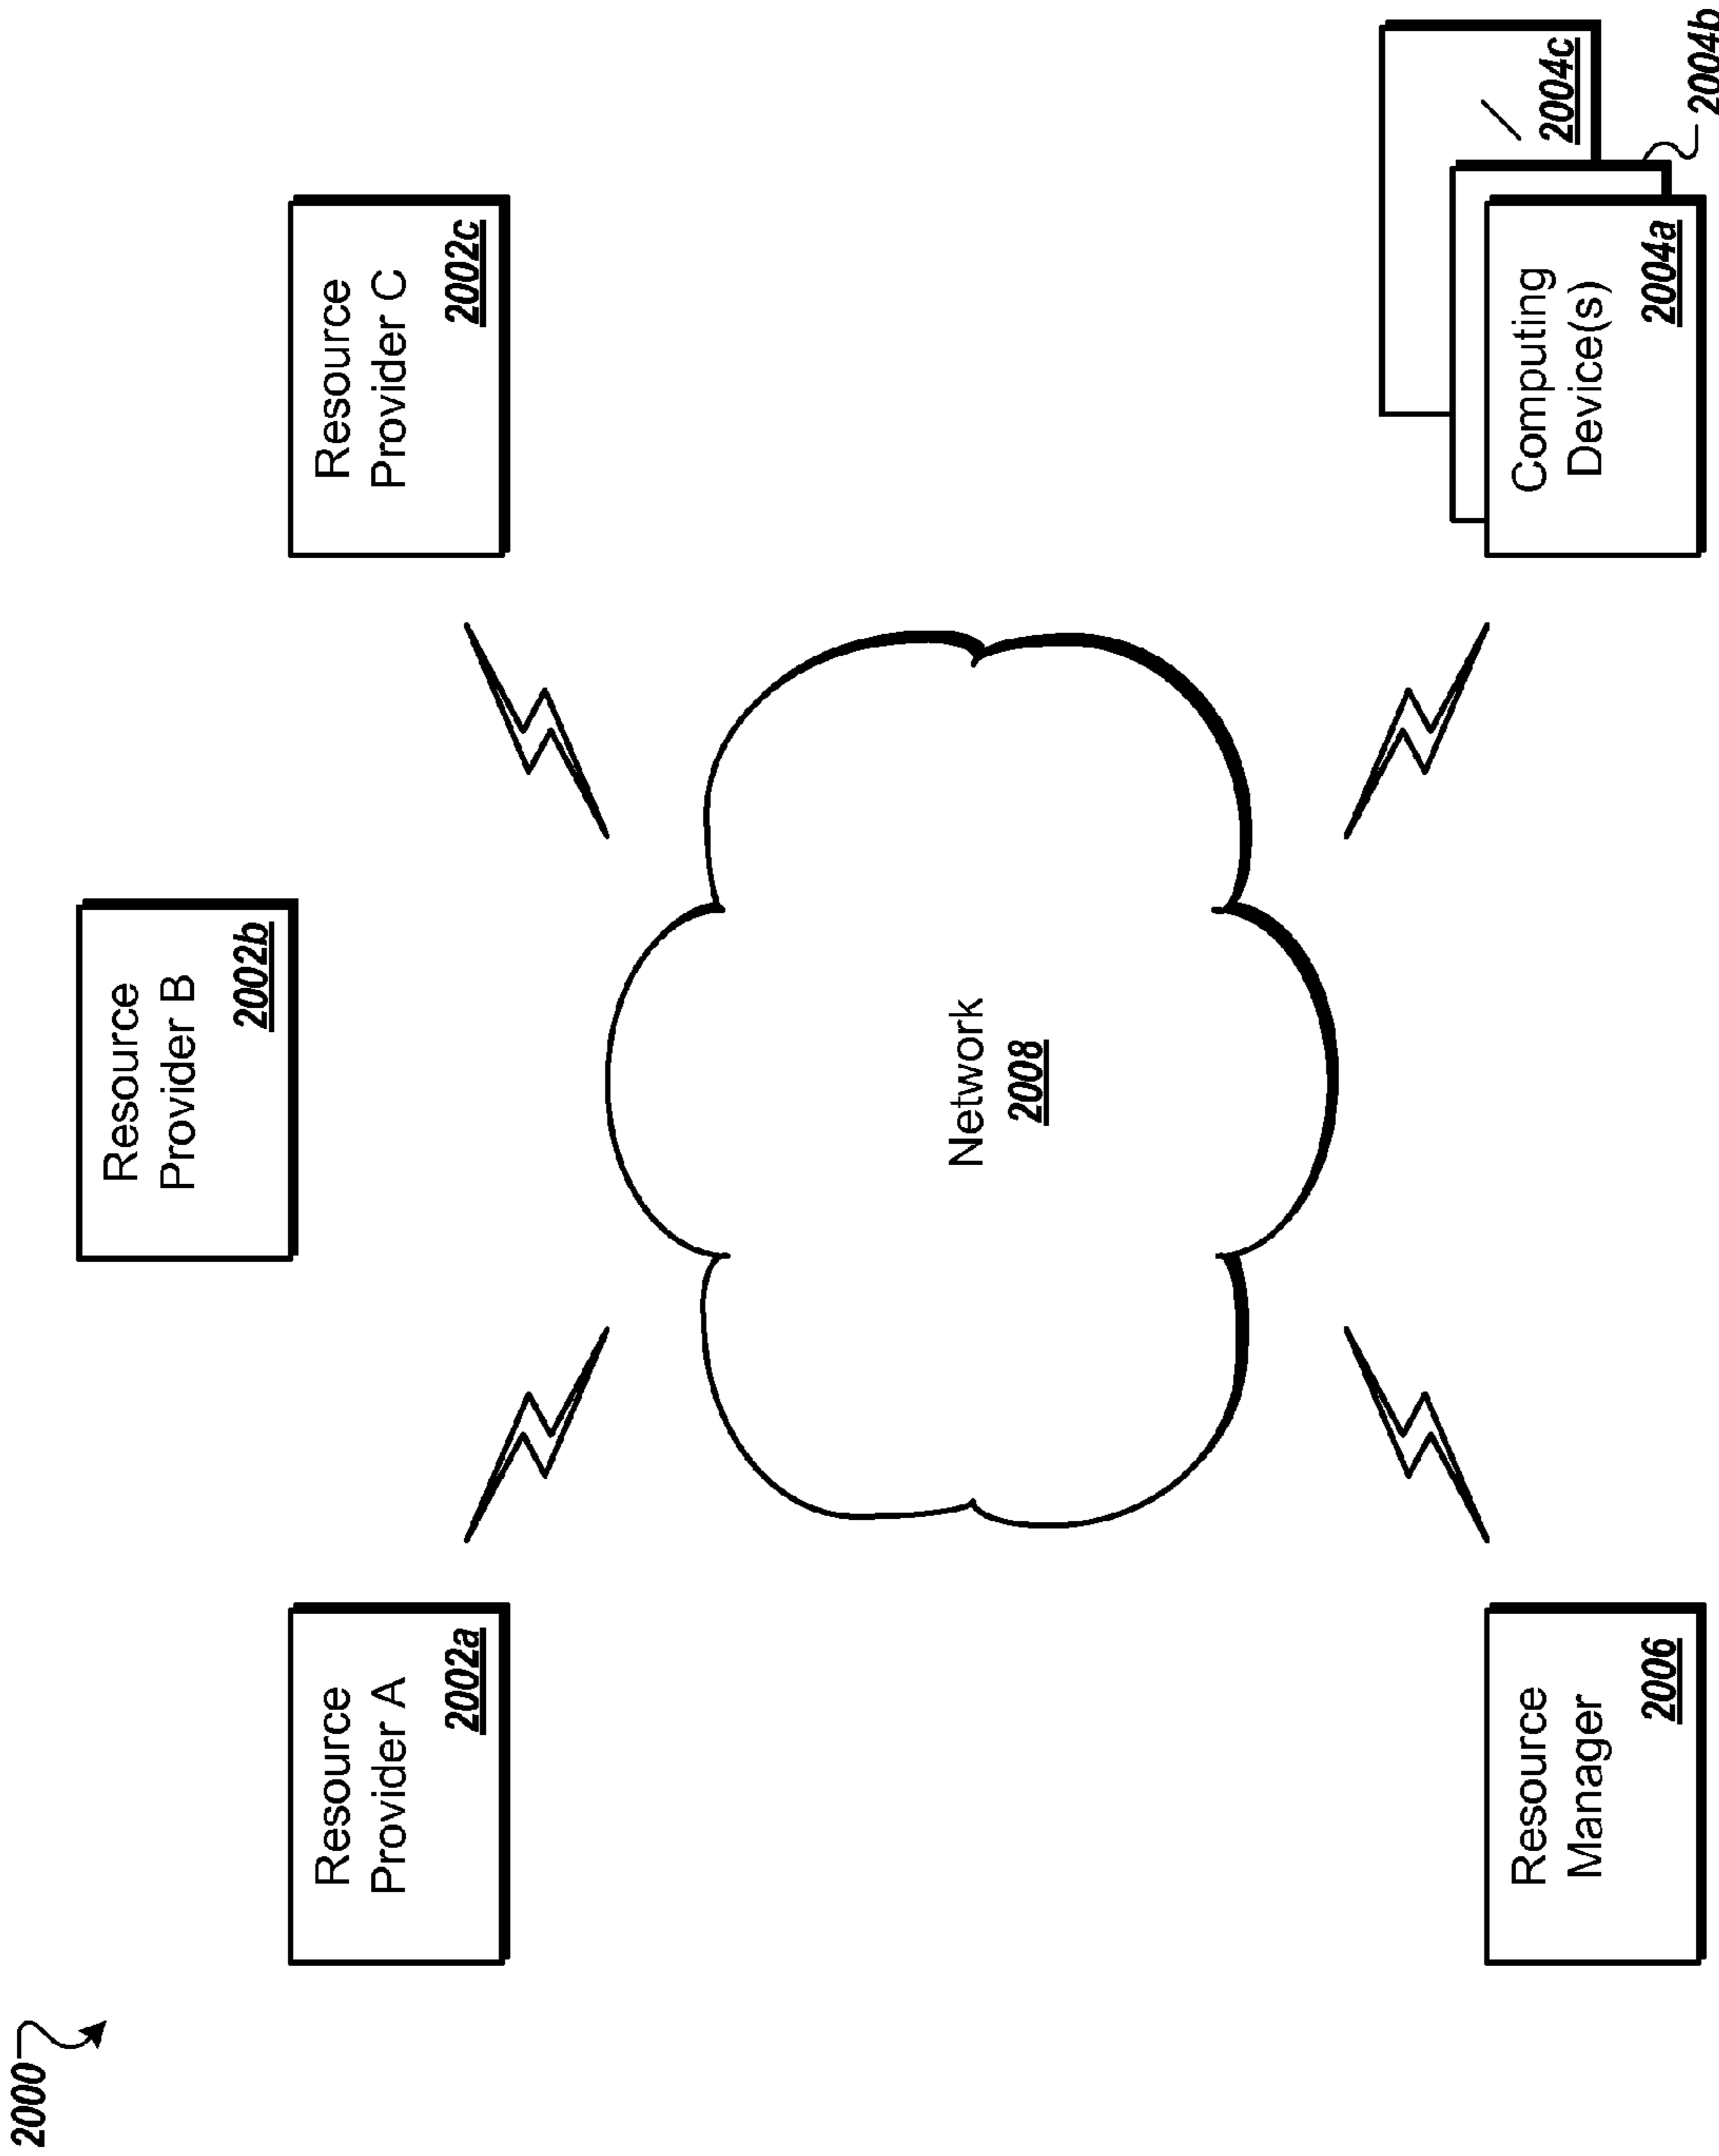 2000
Resource
Provider B
2002b
Resource
Provider A
2002a
Resource
Provider C
2002c
Network
2008
Resource
Manager
2006
2004c
Computing
Device(s)
2004a
2004b